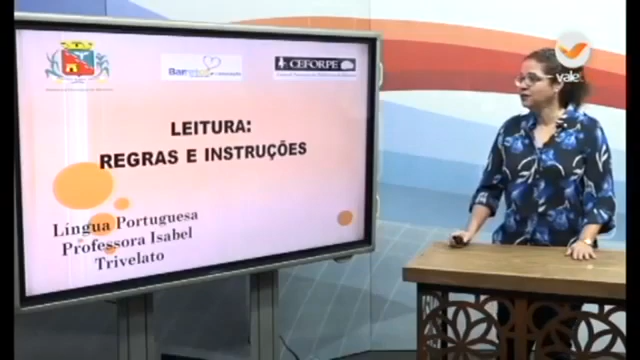 CEFORPE
vale
LEITURA:
REGRAS E INSTRUÇÕES
Língua Portuguesa
Professora Isabel
Trivelato